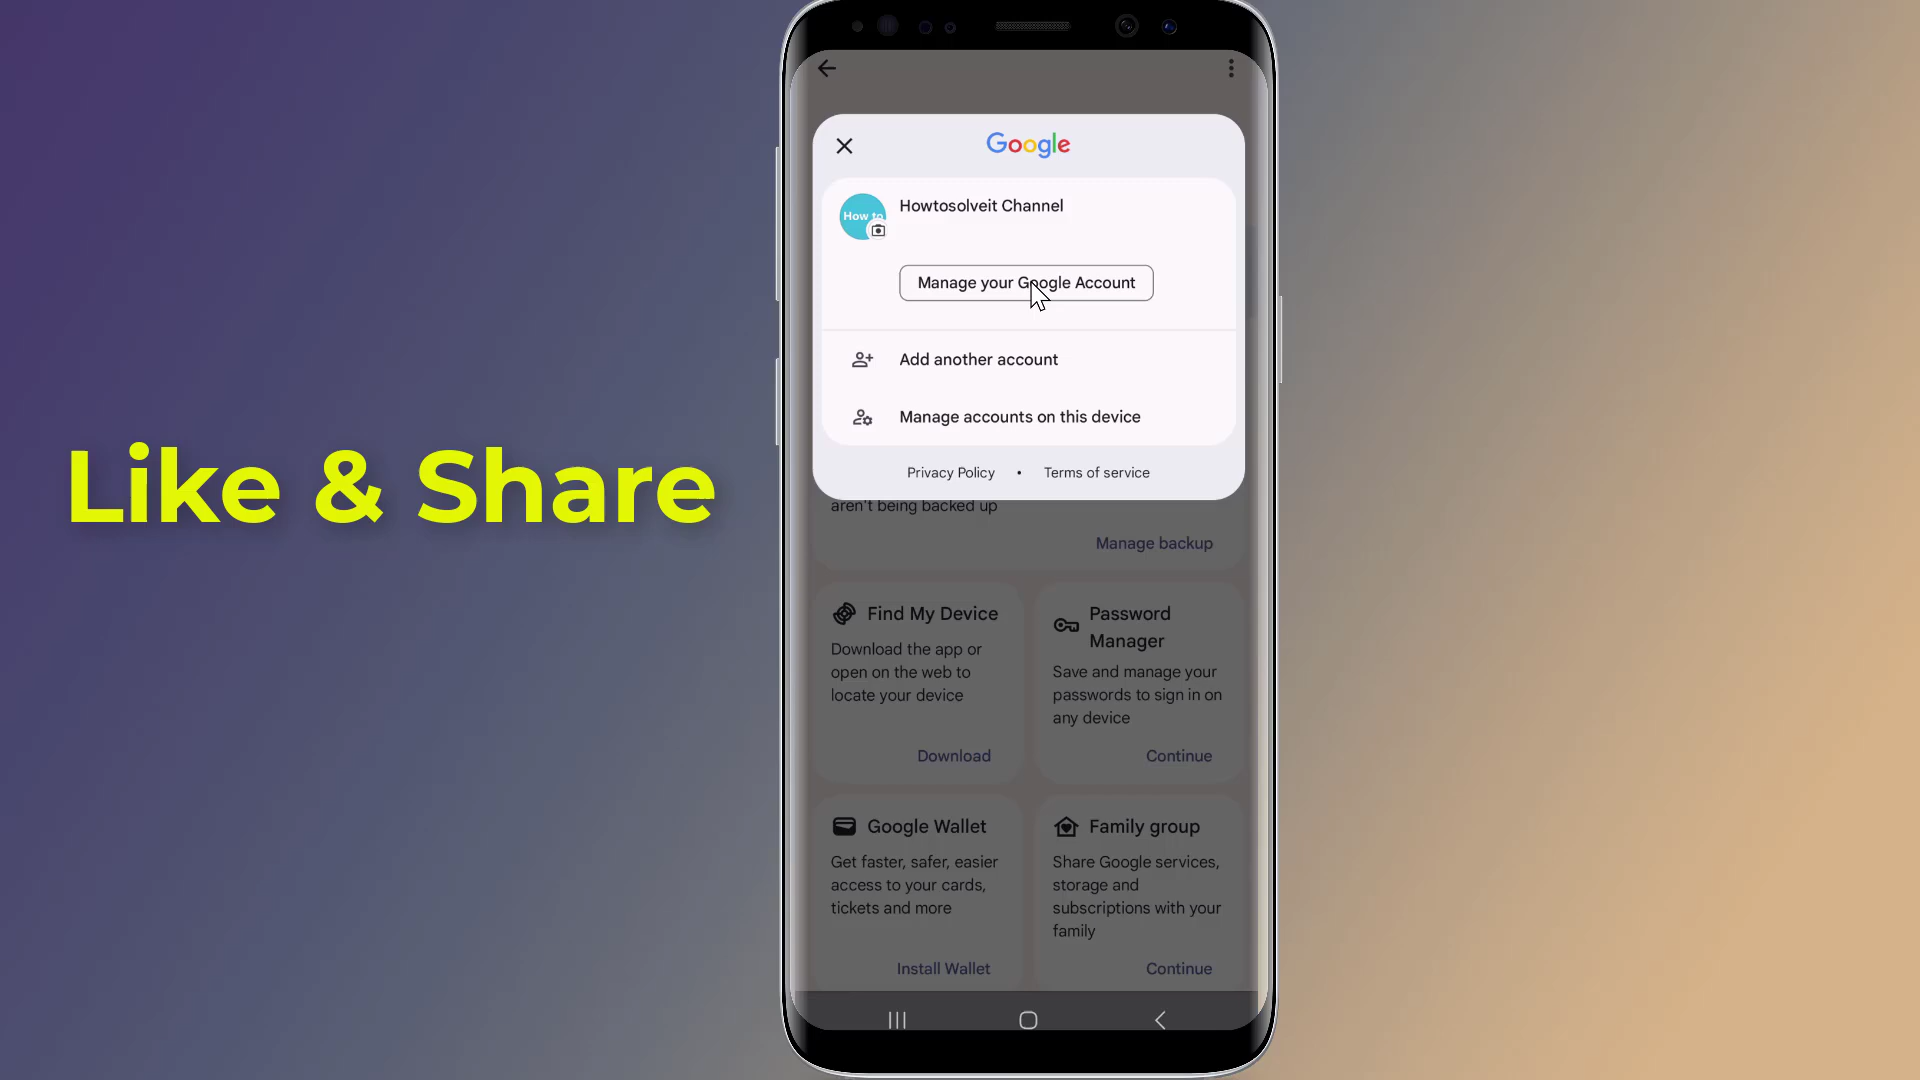 Like & Share
Google
How to
Howtosolveit Channel
Manage your Google Account
Add another account
Manage accounts on this device
Privacy Policy • Terms of service
aren't being backed up
Manage backup
Find My Device
Download the app or
open on the web to
locate your device
Download
Password
Manager
Save and manage your
passwords to sign in on
any device
Continue
Google Wallet
Get faster, safer, easier
access to your cards,
tickets and more
Install Wallet
Family group
Share Google services,
storage and
subscriptions with your
family
Continue